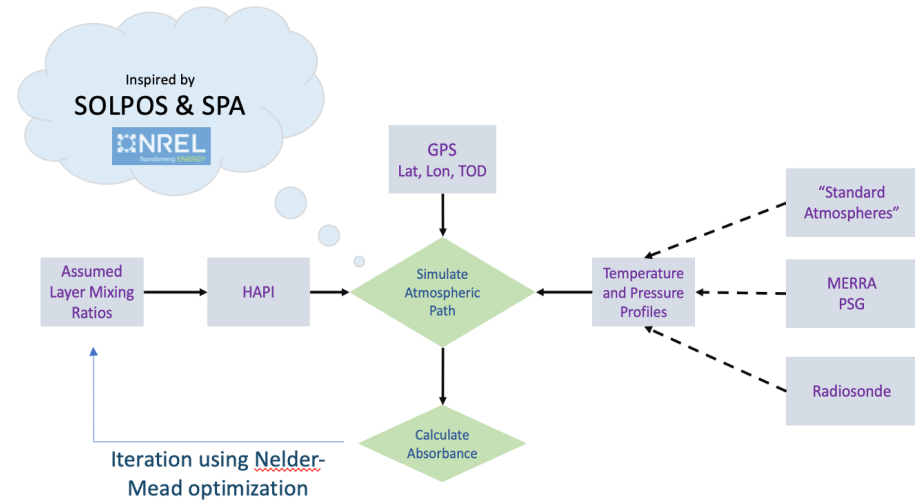 Inspired by
SOLPOS & SPA
NREL
Transforming ENERGY
GPS
Lat, Lon, TOD
"Standard
Atmospheres"
Assumed
Layer Mixing
Ratios
HAPI
Simulate
Atmospheric
Path
Temperature
and Pressure
Profiles
MERRA
PSG
Radiosonde
Calculate
Absorbance
Iteration using Nelder-
Mead optimization